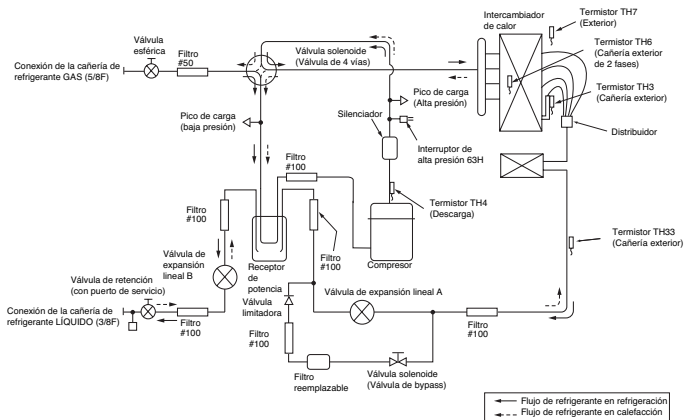 Válvula
esférica
Filtro
#50
Conexión de la cañería de
refrigerante GAS (5/8F)
Válvula solenoide
(Válvula de 4 vías)
Intercambiador
de calor
Termistor TH7
(Exterior)
Termistor TH6
(Cañería exterior
de 2 fases)
Termistor TH3
(Cañería exterior)
Distribuidor
Pico de carga
(baja presión)
Pico de carga
(Alta presión)
Silenciador
Interruptor de
alta presión 63H
Filtro
#100
Termistor TH4
(Descarga)
Filtro
#100
Termistor TH33
(Cañería exterior)
Válvula de
expansión
lineal B
Receptor
de
potencia
Filtro
#100
Compresor
Válvula de retención
(con puerto de servicio)
Válvula
limitadora
Válvula de expansión lineal A
Conexión de la cañería de
refrigerante LÍQUIDO (3/8F)
Filtro
#100
Filtro
#100
Filtro
#100
Filtro
reemplazable
Válvula solenoide
(Válvula de bypass)
Flujo de refrigerante en refrigeración
Flujo de refrigerante en calefacción